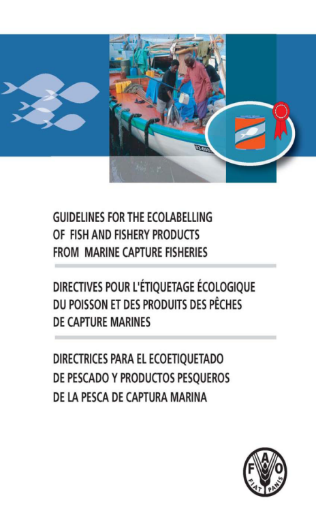 GUIDELINES FOR THE ECOLABELLING
OF FISH AND FISHERY PRODUCTS
FROM MARINE CAPTURE FISHERIES
DIRECTIVES POUR L'ÉTIQUETAGE ÉCOLOGIQUE
DU POISSON ET DES PRODUITS DES PÊCHES
DE CAPTURE MARINES
DIRECTRICES PARA EL ECOETIQUETADO
DE PESCADO Y PRODUCTOS PESQUEROS
DE LA PESCA DE CAPTURA MARINA
FAO
FIAT PANIS